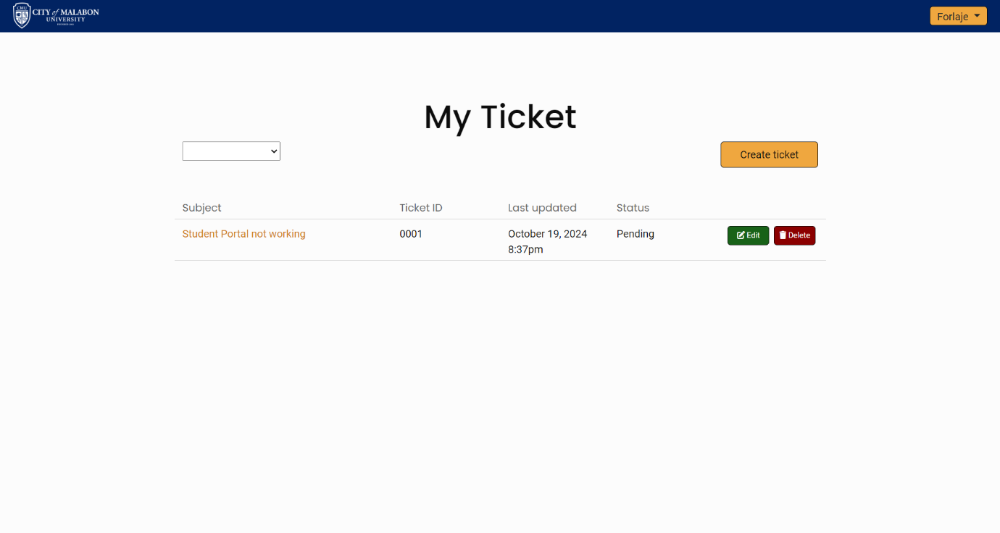 CMU
CITY of MALABON
UNIVERSITY
Forlaje
My Ticket
Create ticket
Subject Ticket ID Last updated Status
Student Portal not working 0001 October 19, 2024 Pending Edit Delete
8:37pm